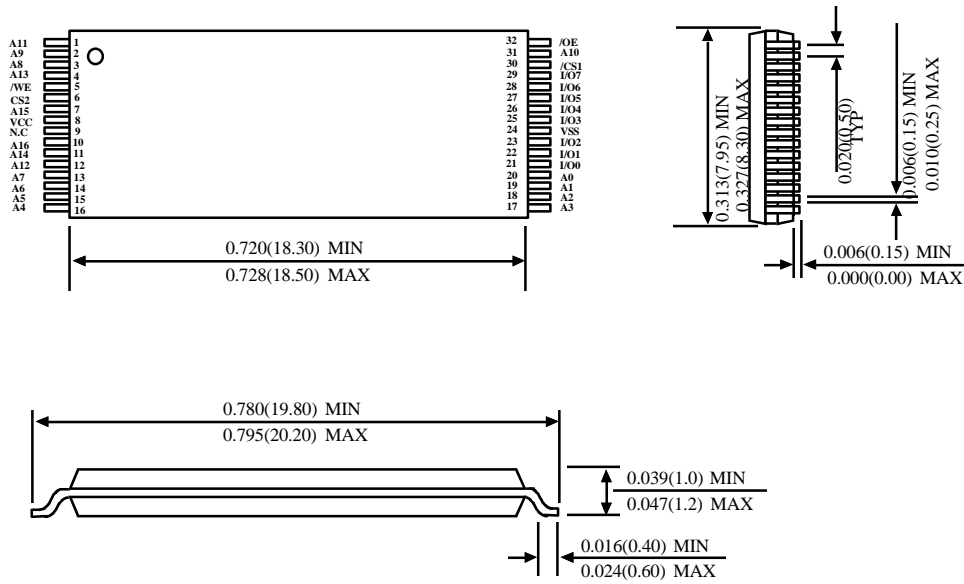 A11 1 32 /OE
A9 2 31 A10
A8 3 30 /CS1
A13 4 29 I/O7
/WE 5 28 I/O6
CS2 6 27 I/O5
A15 7 26 I/O4
VCC 8 25 I/O3
N.C 9 24 VSS
A16 10 23 I/O2
A14 11 22 I/O1
A12 12 21 I/O0
A7 13 20 A0
A6 14 19 A1
A5 15 18 A2
A4 16 17 A3
0.720(18.30) MIN
0.728(18.50) MAX
0.313(7.95) MIN
0.327(8.30) MAX
0.020(0.50)
TYP
0.006(0.15) MIN
0.010(0.25) MAX
0.006(0.15) MIN
0.000(0.00) MAX
0.780(19.80) MIN
0.795(20.20) MAX
0.039(1.0) MIN
0.047(1.2) MAX
0.016(0.40) MIN
0.024(0.60) MAX